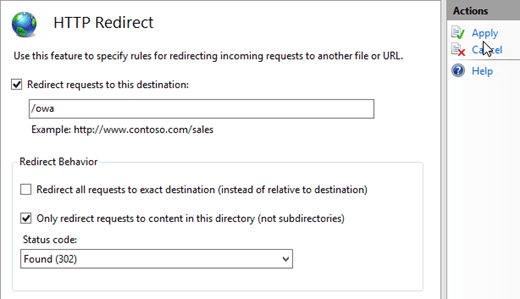 HTTP Redirect
Use this feature to specify rules for redirecting incoming requests to another file or URL.
Redirect requests to this destination:
/owa
Example: http://www.contoso.com/sales
Redirect Behavior
Redirect all requests to exact destination (instead of relative to destination)
Only redirect requests to content in this directory (not subdirectories)
Status code:
Found (302)
Actions
Apply
Cancel
Help